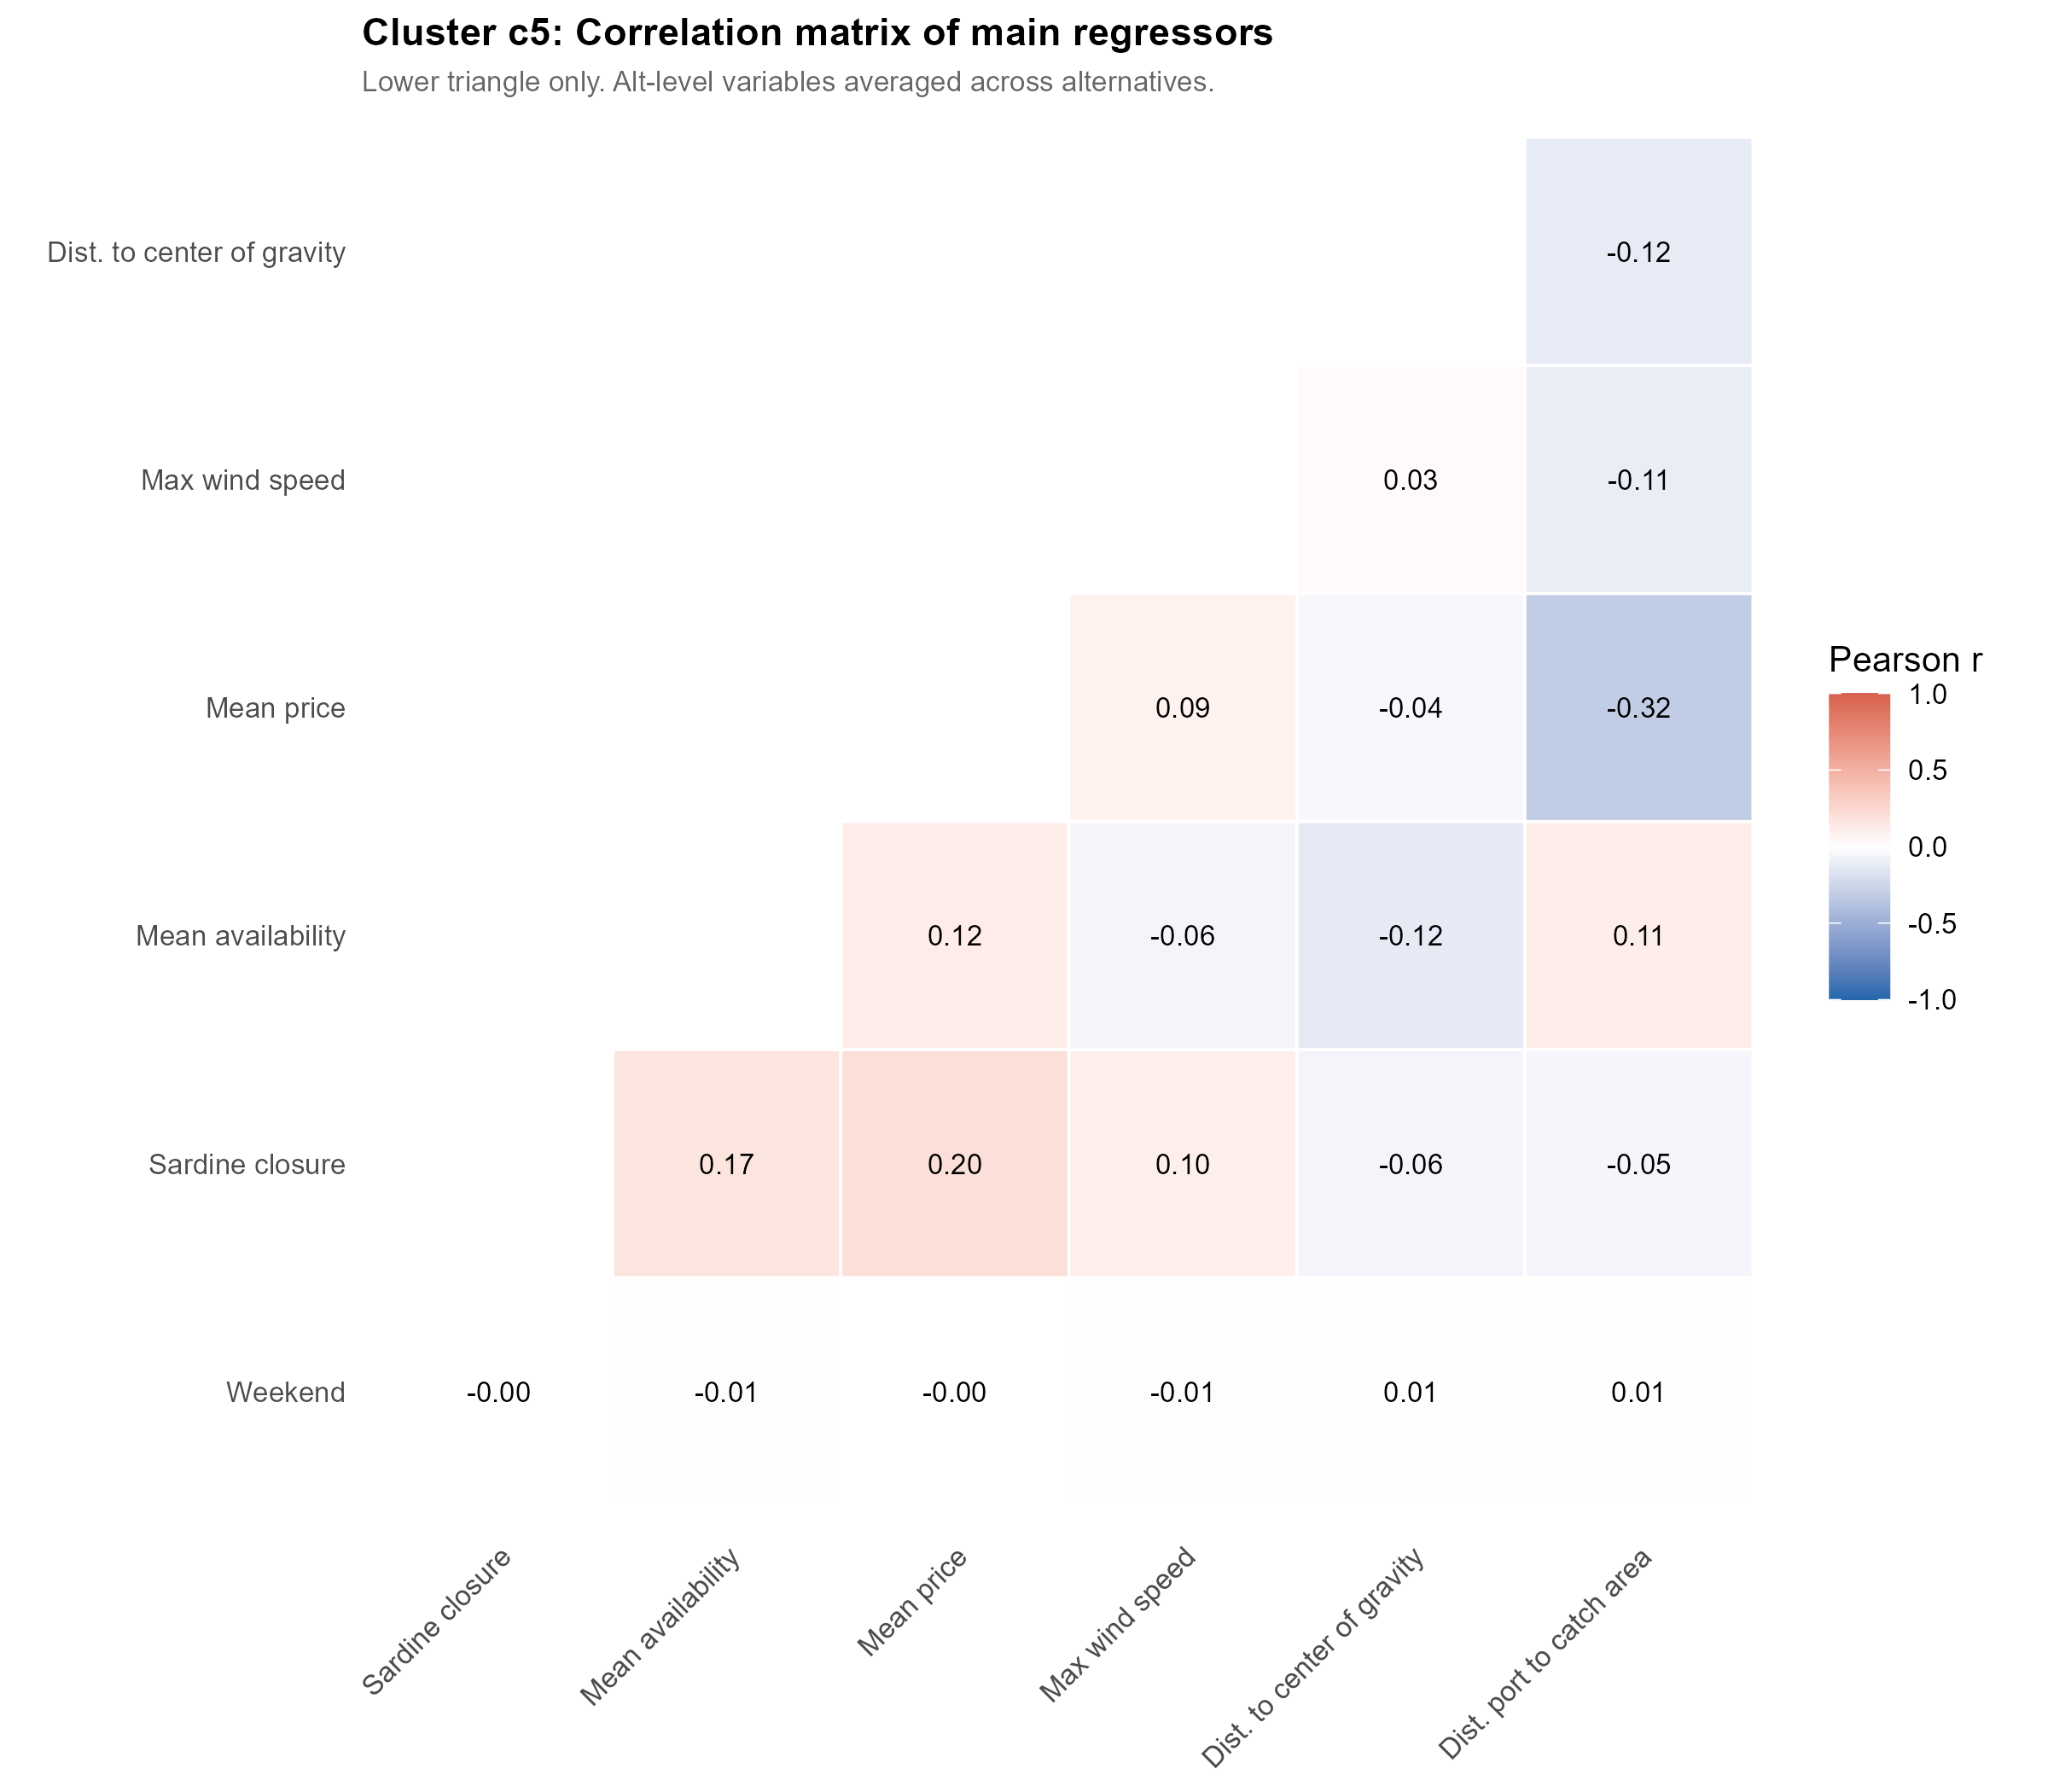 Cluster c5: Correlation matrix of main regressors
Lower triangle only. Alt-level variables averaged across alternatives.
Dist. to center of gravity
-0.12
Max wind speed
0.03
-0.11
Mean price
0.09
-0.04
-0.32
Mean availability
0.12
-0.06
-0.12
0.11
Sardine closure
0.17
0.20
0.10
-0.06
-0.05
Weekend
-0.00
-0.01
-0.00
-0.01
0.01
0.01
Sardine closure
Mean availability
Mean price
Max wind speed
Dist. to center of gravity
Dist. port to catch area
Pearson r
1.0
0.5
0.0
-0.5
-1.0